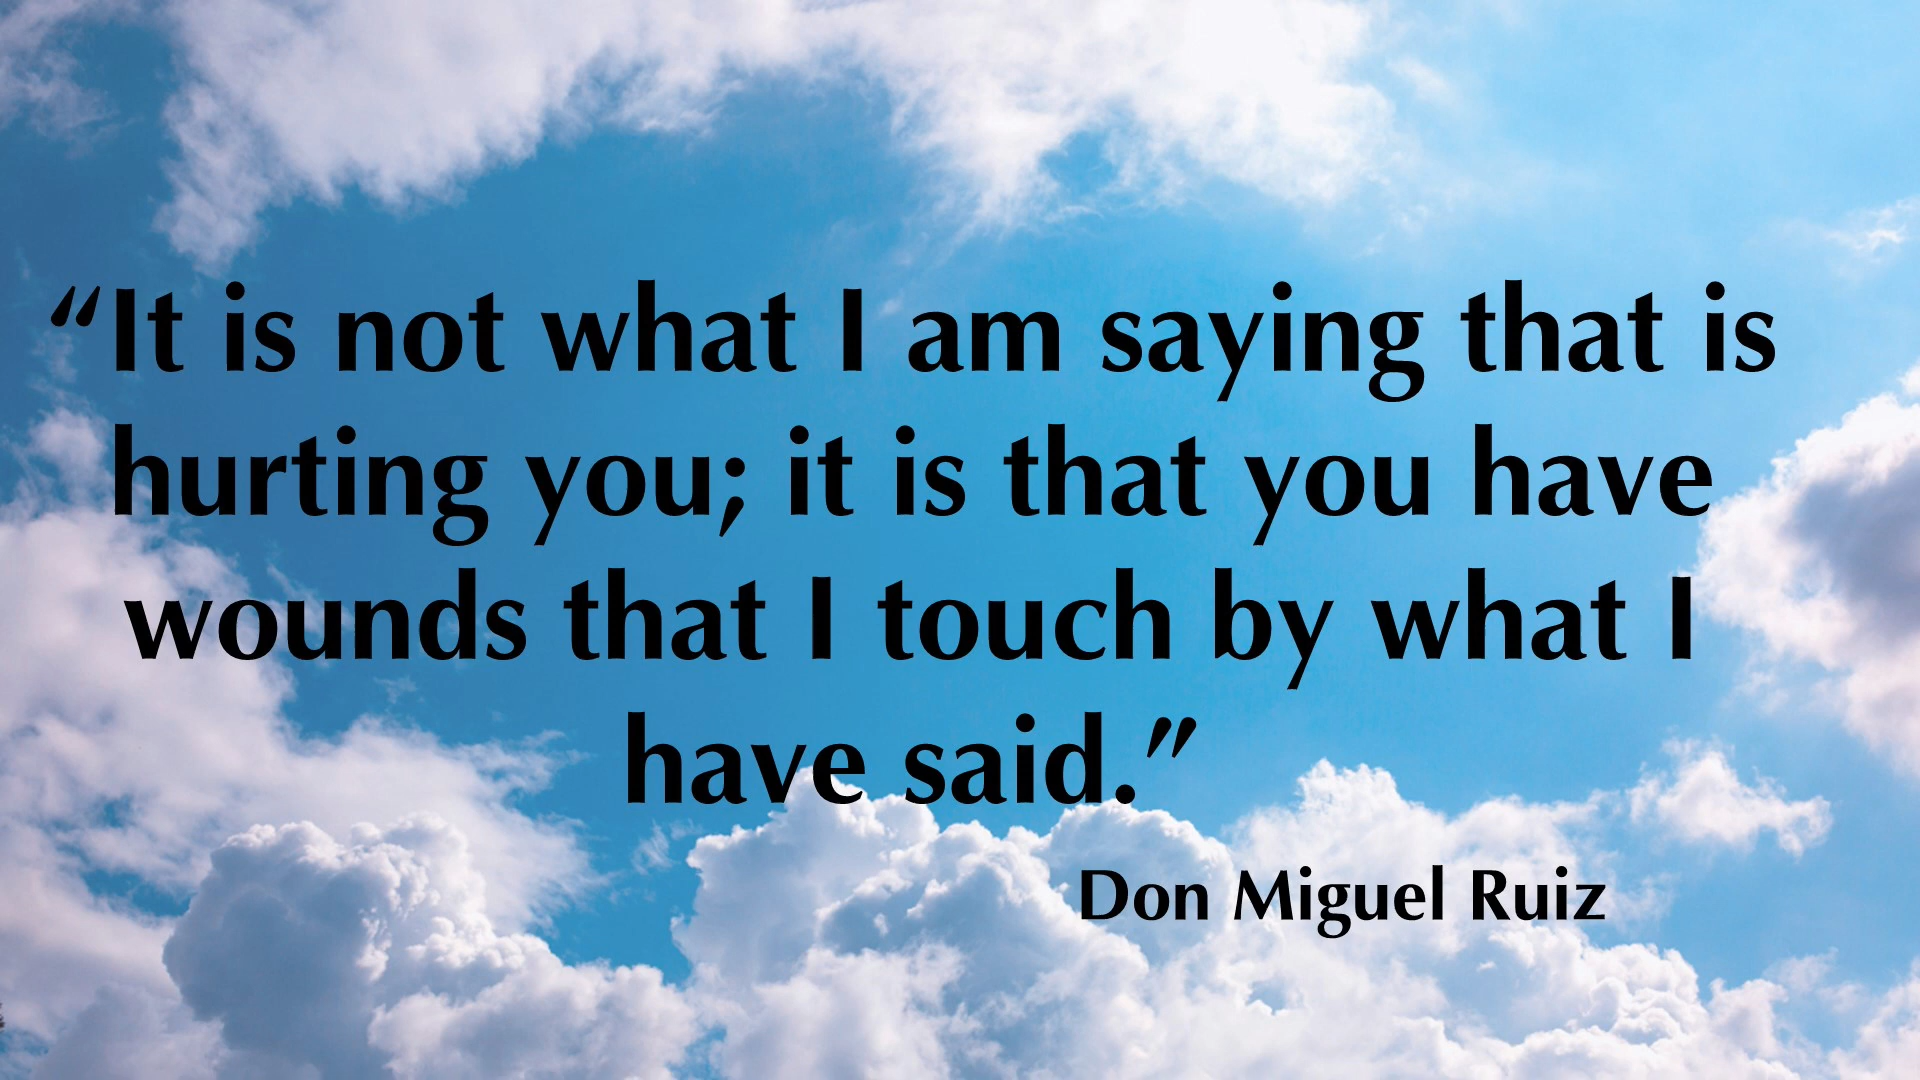 “It is not what I am saying that is
hurting you; it is that you have
wounds that I touch by what I
have said.”
Don Miguel Ruiz